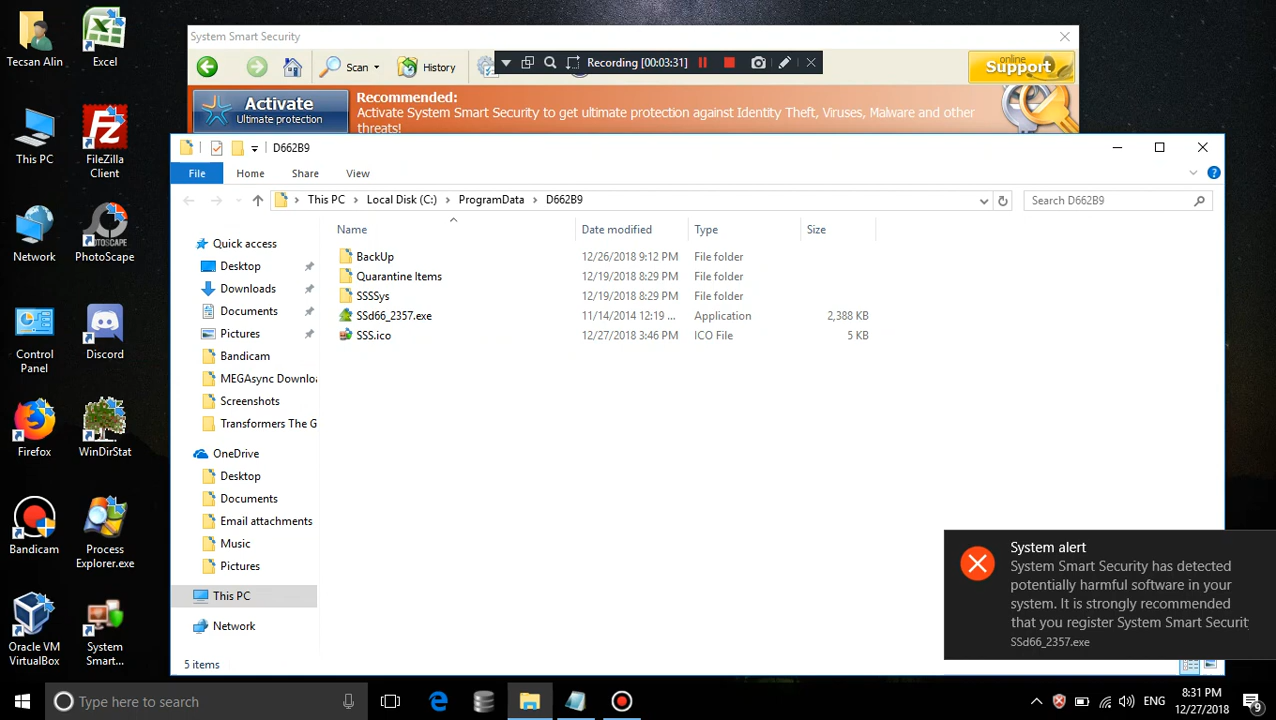 Tecsan Alin
Excel
This PC
FileZilla
Client
Network
PHOTOSCAPE
PhotoScape
Control
Panel
Discord
Firefox
WinDirStat
Bandicam
Process
Explorer.exe
Oracle VM
VirtualBox
System
Smart...
System Smart Security
Scan
History
Recording [00:03:31]
online
Support
Activate
Ultimate protection
Recommended:
Activate System Smart Security to get ultimate protection against Identity Theft, Viruses, Malware and other
threats!
D662B9
File Home Share View
This PC Local Disk (C:) ProgramData D662B9
Search D662B9
Name Date modified Type Size
Quick access
Desktop
Downloads
Documents
Pictures
Bandicam
MEGAsync Downlo
Screenshots
Transformers The G
OneDrive
Desktop
Documents
Email attachments
Music
Pictures
This PC
Network
BackUp 12/26/2018 9:12 PM File folder
Quarantine Items 12/19/2018 8:29 PM File folder
SSSSys 12/19/2018 8:29 PM File folder
SSd66_2357.exe 11/14/2014 12:19 ... Application 2,388 KB
SSS.ico 12/27/2018 3:46 PM ICO File 5 KB
5 items
System alert
System Smart Security has detected
potentially harmful software in your
system. It is strongly recommended
that you register System Smart Securit
SSd66_2357.exe
Type here to search
ENG
8:31 PM
12/27/2018
9